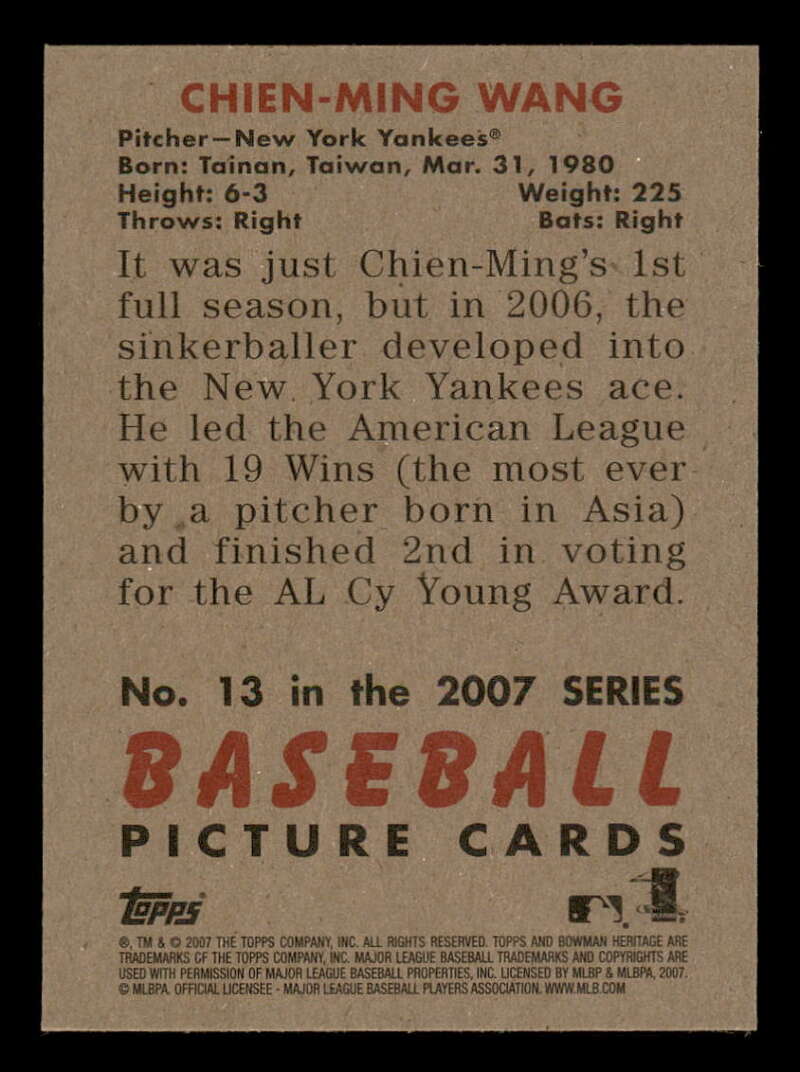 CHIEN-MING WANG
Pitcher—New York Yankees®
Born: Tainan, Taiwan, Mar. 31, 1980
Height: 6-3 Weight: 225
Throws: Right Bats: Right
It was just Chien-Ming's 1st
full season, but in 2006, the
sinkerballer developed into
the New York Yankees ace.
He led the American League
with 19 Wins (the most ever
by a pitcher born in Asia)
and finished 2nd in voting
for the AL Cy Young Award.
No. 13 in the 2007 SERIES
BASEBALL
PICTURE CARDS
Topps
®, TM & © 2007 THE TOPPS COMPANY, INC. ALL RIGHTS RESERVED. TOPPS AND BOWMAN HERITAGE ARE
TRADEMARKS OF THE TOPPS COMPANY, INC. MAJOR LEAGUE BASEBALL TRADEMARKS AND COPYRIGHTS ARE
USED WITH PERMISSION OF MAJOR LEAGUE BASEBALL PROPERTIES, INC. LICENSED BY MLBP & MLBPA, 2007.
© MLBPA. OFFICIAL LICENSEE - MAJOR LEAGUE BASEBALL PLAYERS ASSOCIATION. WWW.MLB.COM